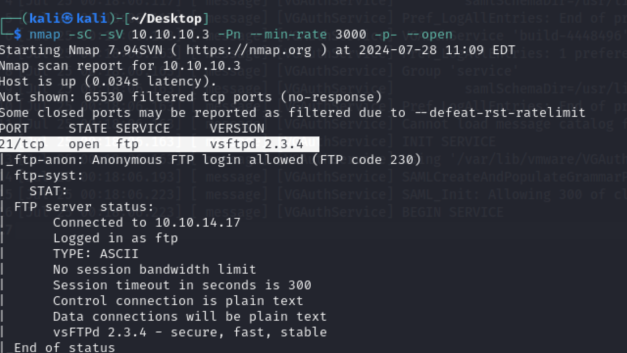 ┌──(kali㉿kali)-[~/Desktop]
└─$ nmap -sC -sV 10.10.10.3 -Pn --min-rate 3000 -p- --open
Starting Nmap 7.94SVN ( https://nmap.org ) at 2024-07-28 11:09 EDT
Nmap scan report for 10.10.10.3
Host is up (0.034s latency).
Not shown: 65530 filtered tcp ports (no-response)
Some closed ports may be reported as filtered due to --defeat-rst-ratelimit
PORT     STATE SERVICE     VERSION
21/tcp   open  ftp         vsftpd 2.3.4
|_ftp-anon: Anonymous FTP login allowed (FTP code 230)
| ftp-syst:
|   STAT:
| FTP server status:
|      Connected to 10.10.14.17
|      Logged in as ftp
|      TYPE: ASCII
|      No session bandwidth limit
|      Session timeout in seconds is 300
|      Control connection is plain text
|      Data connections will be plain text
|      vsFTPd 2.3.4 - secure, fast, stable
| End of status